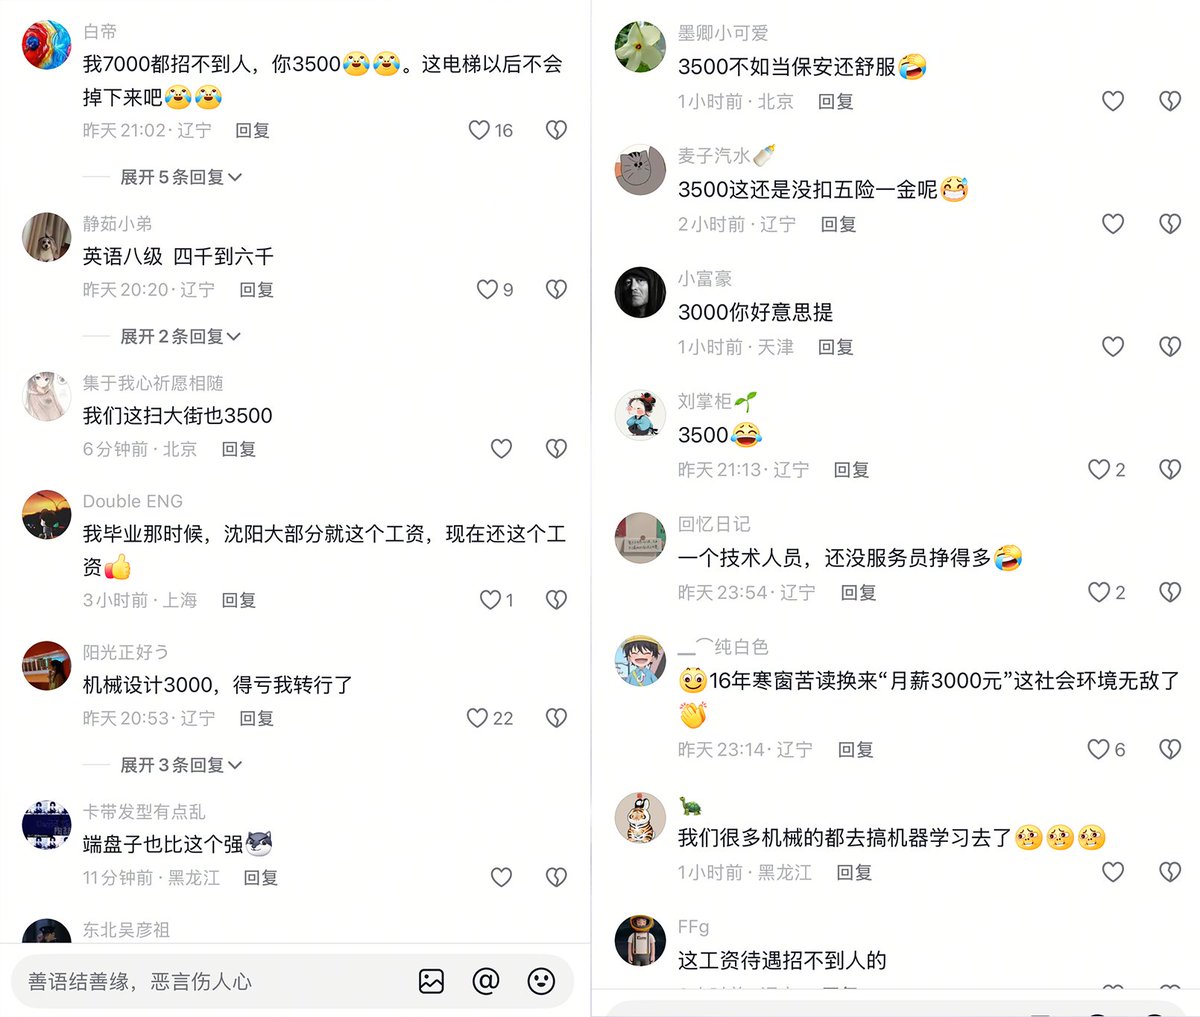 白帝
我7000都招不到人，你3500😂😂。这电梯以后不会
掉下来吧😂😂
昨天 21:02 · 辽宁 回复 16
展开 5 条回复
静茹小弟
英语八级 四千到六千
昨天 20:20 · 辽宁 回复 9
展开 2 条回复
集于我心祈愿相随
我们这扫大街也3500
6 分钟前 · 北京 回复
Double ENG
我毕业那时候，沈阳大部分就这个工资，现在还这个工
资👍
3 小时前 · 上海 回复 1
阳光正好う
机械设计3000，得亏我转行了
昨天 20:53 · 辽宁 回复 22
展开 3 条回复
卡带发型有点乱
端盘子也比这个强
11 分钟前 · 黑龙江 回复
东北吴彦祖
善语结善缘，恶言伤人心
墨卿小可爱
3500不如当保安还舒服🤣
1 小时前 · 北京 回复
麦子汽水🍼
3500这还是没扣五险一金呢😅
2 小时前 · 辽宁 回复
小富豪
3000你好意思提
1 小时前 · 天津 回复
刘掌柜🌱
3500😂
昨天 21:13 · 辽宁 回复 2
回忆日记
一个技术人员，还没服务员挣得多🤣
昨天 23:54 · 辽宁 回复 2
__⌒纯白色
🙂16年寒窗苦读换来“月薪3000元”这社会环境无敌了
👏
昨天 23:14 · 辽宁 回复 6
🐢
我们很多机械的都去搞机器学习去了
1 小时前 · 黑龙江 回复
FFg
这工资待遇招不到人的